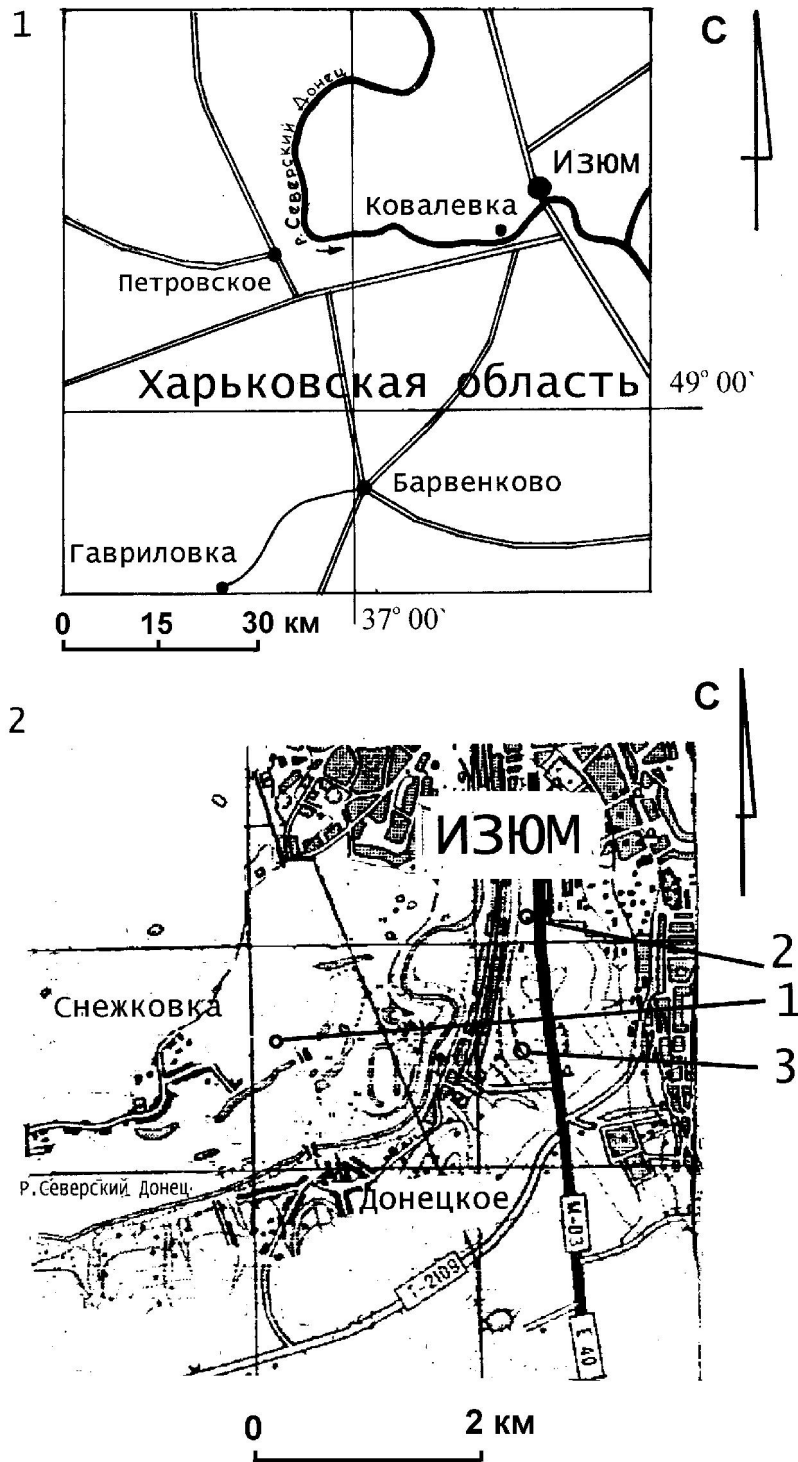 1
С
р. Северский Донец
Изюм
Ковалевка
Петровское
Харьковская область
49° 00`
Барвенково
Гавриловка
0 15 30 км
37° 00`
2
С
ИЗЮМ
2
Снежковка
1
3
Р.Северский Донец
Донецкое
М-03
Т-2109
Е 40
0 2 км